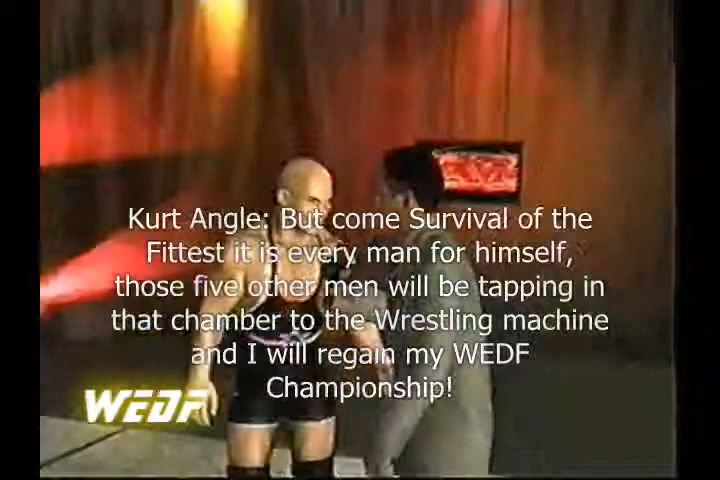 Kurt Angle: But come Survival of the
Fittest it is every man for himself,
those five other men will be tapping in
that chamber to the Wrestling machine
and I will regain my WEDF
Championship!
WEDF